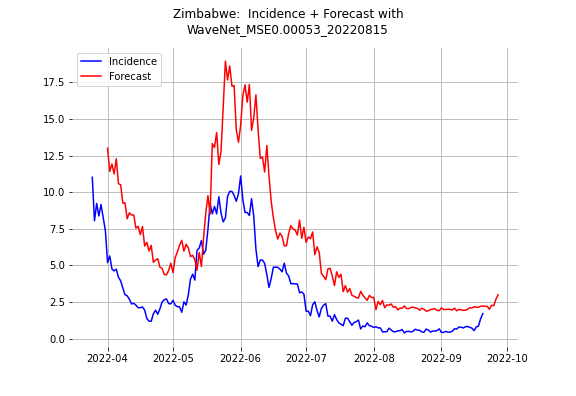 Zimbabwe:  Incidence + Forecast with
WaveNet_MSE0.00053_20220815
Incidence
Forecast
17.5
15.0
12.5
10.0
7.5
5.0
2.5
0.0
2022-04 2022-05 2022-06 2022-07 2022-08 2022-09 2022-10